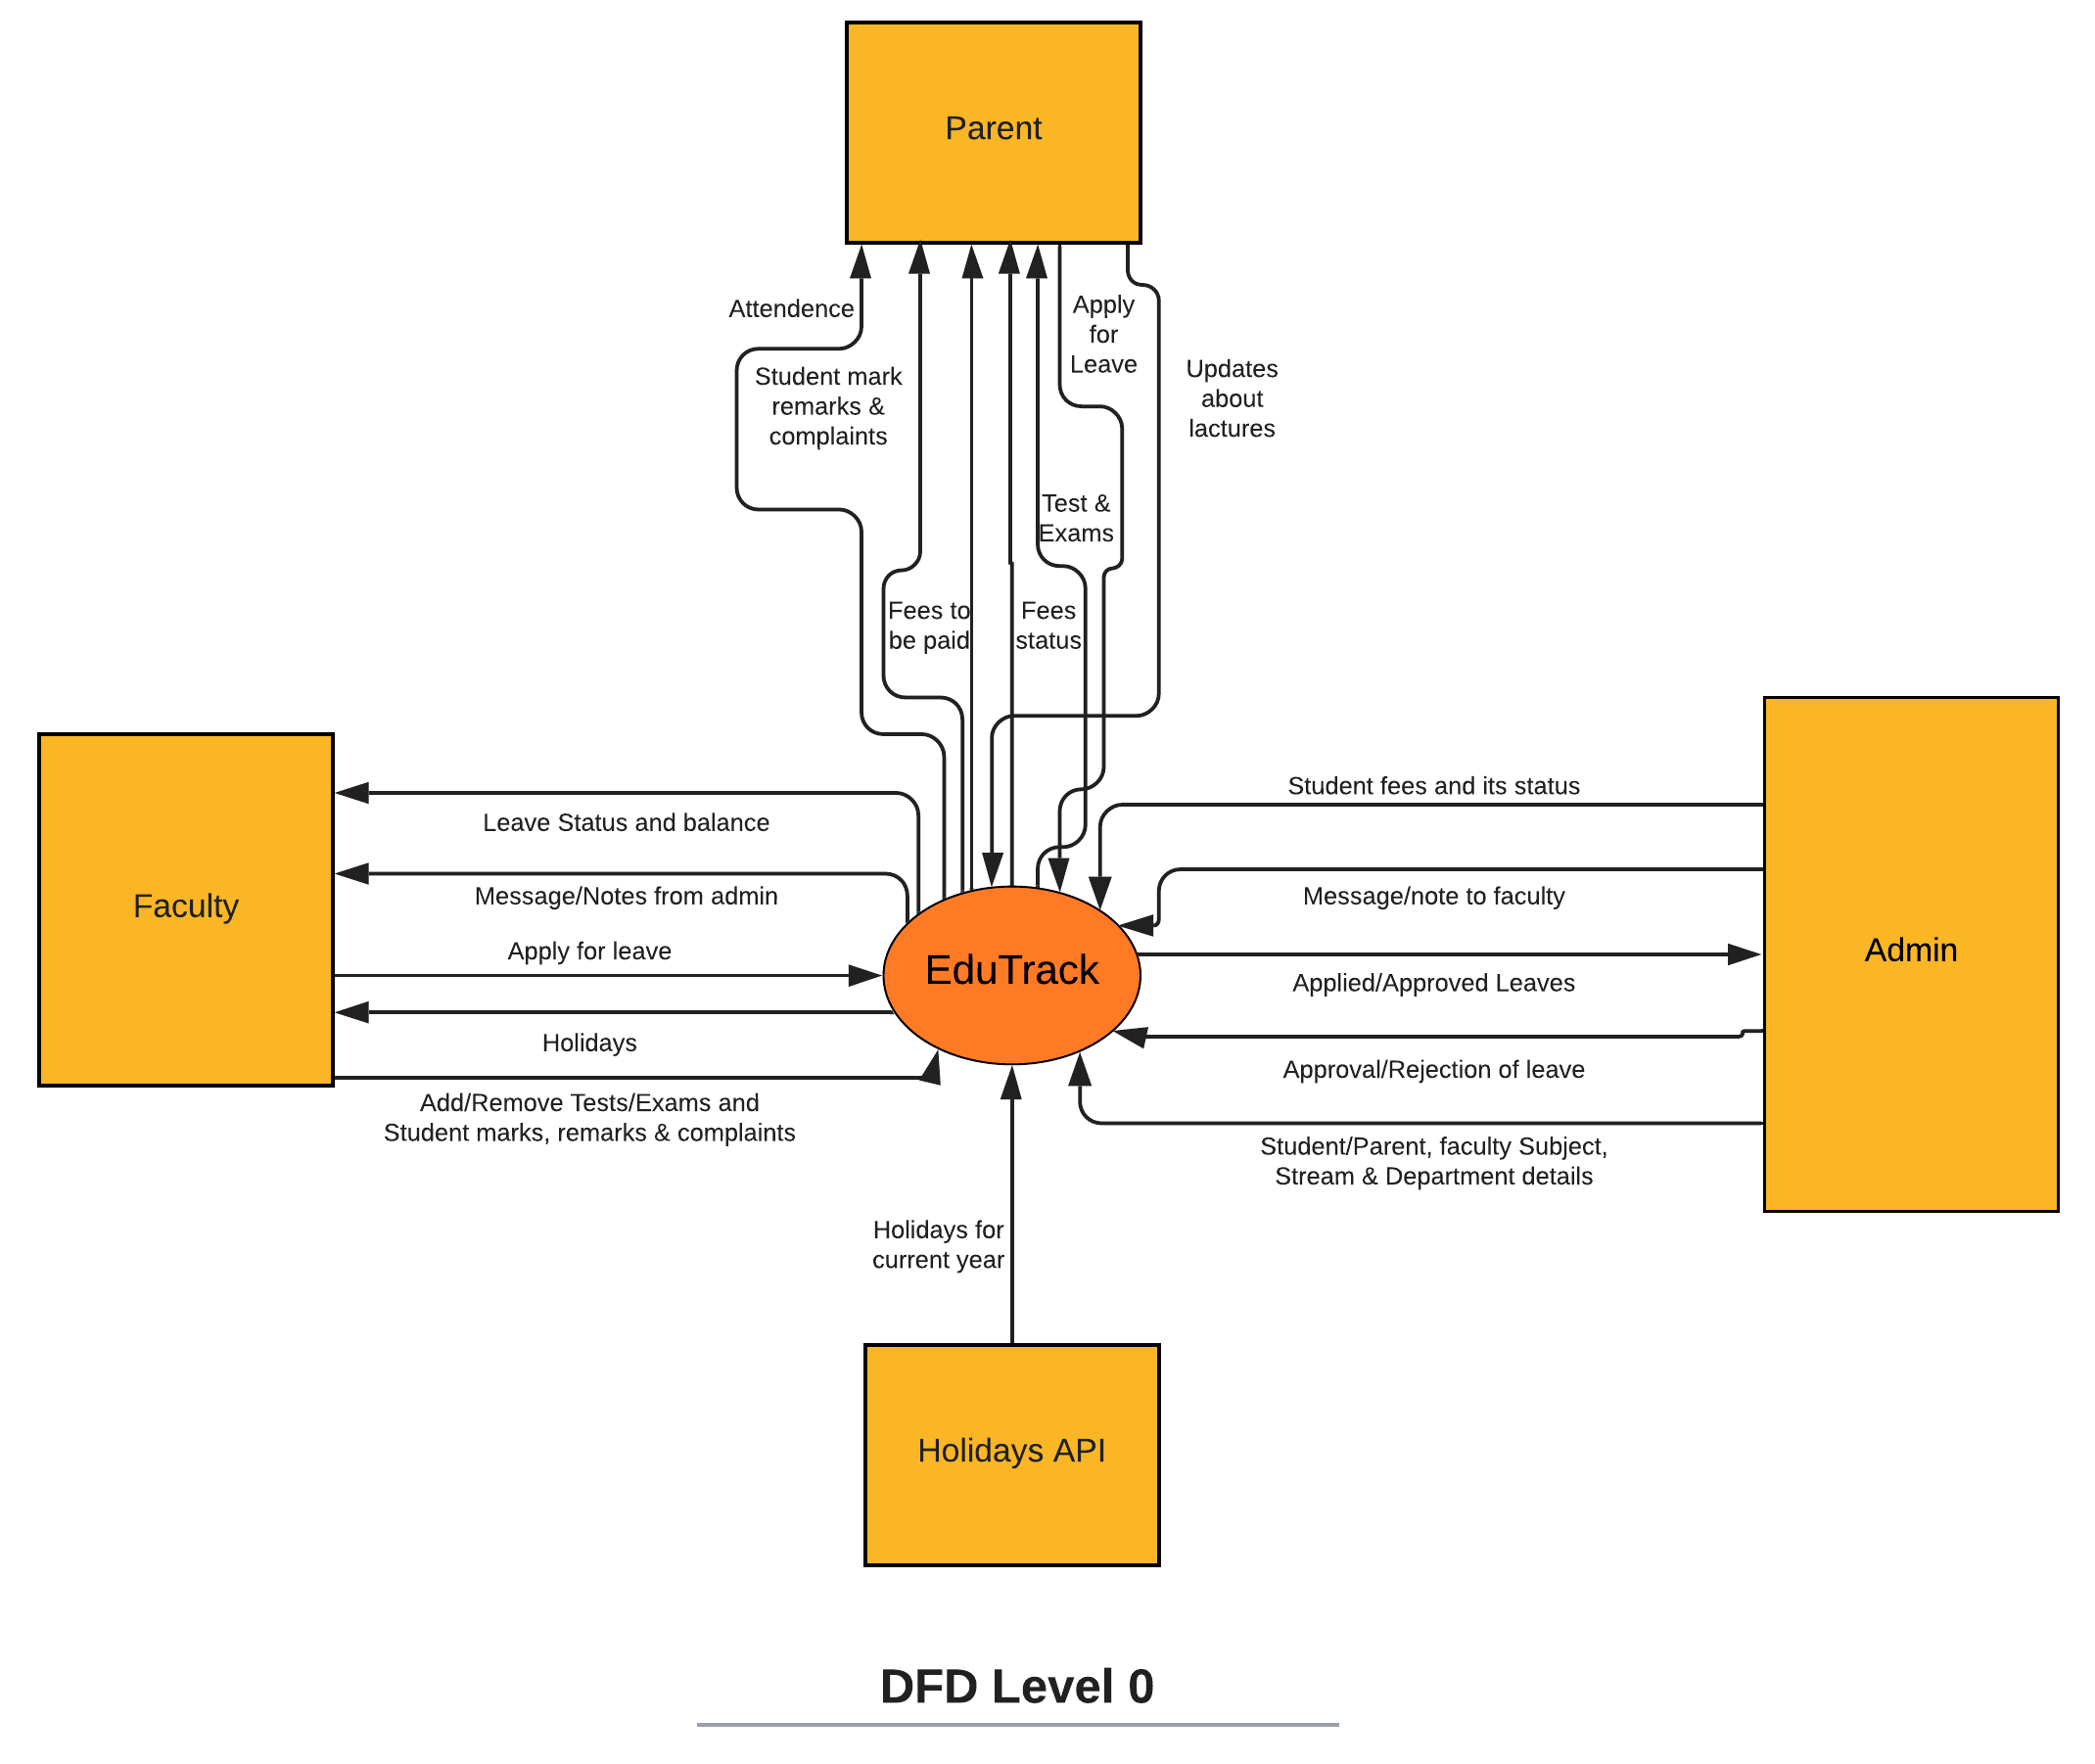 Parent
Attendence
Apply
for
Leave
Updates
about
lactures
Student mark
remarks &
complaints
Test &
Exams
Fees to
be paid
Fees
status
Student fees and its status
Leave Status and balance
Message/Notes from admin
Message/note to faculty
Faculty
Apply for leave
EduTrack
Admin
Applied/Approved Leaves
Holidays
Approval/Rejection of leave
Add/Remove Tests/Exams and
Student marks, remarks & complaints
Student/Parent, faculty Subject,
Stream & Department details
Holidays for
current year
Holidays API
DFD Level 0